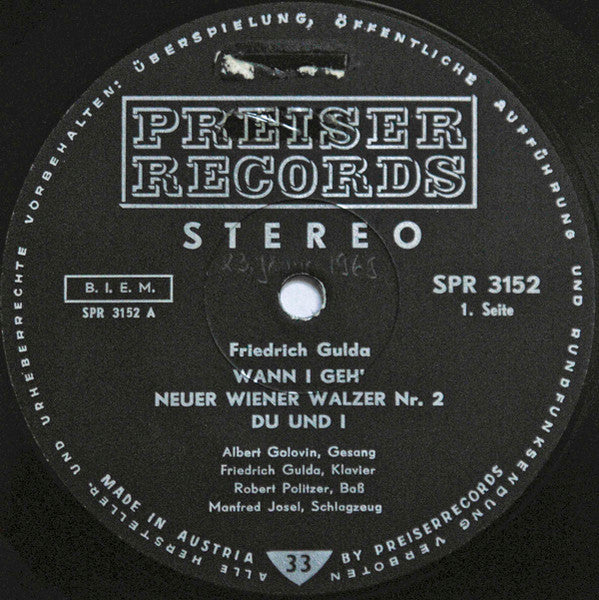 ALLE HERSTELLER- UND URHEBERRECHTE VORBEHALTEN: ÜBERSPIELUNG, ÖFFENTLICHE AUFFÜHRUNG UND RUNDFUNKSENDUNG VERBOTEN
PREISER
RECORDS
STEREO
1965
B. I. E. M.
SPR 3152 A
SPR 3152
1. Seite
Friedrich Gulda
WANN I GEH'
NEUER WIENER WALZER Nr. 2
DU UND I
Albert Golovin, Gesang
Friedrich Gulda, Klavier
Robert Politzer, Baß
Manfred Josel, Schlagzeug
MADE IN AUSTRIA
33
BY PREISERRECORDS